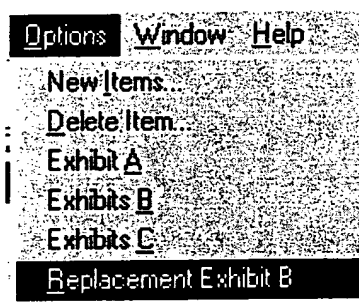 Options Window Help
New Items...
Delete Item...
Exhibit A
Exhibits B
Exhibits C
Replacement Exhibit B